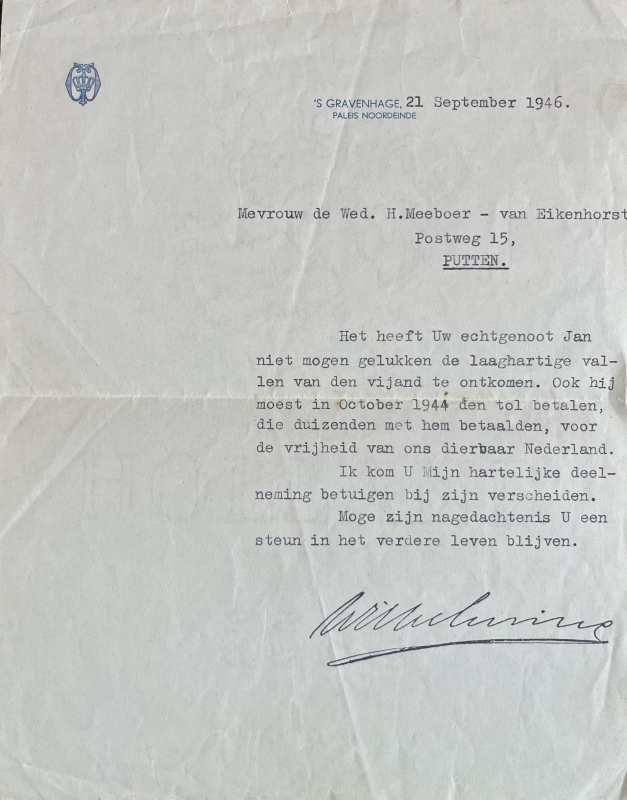 'S GRAVENHAGE, 21 September 1946.
PALEIS NOORDEINDE
Mevrouw de Wed. H.Meeboer - van Eikenhorst
Postweg 15,
PUTTEN.
Het heeft Uw echtgenoot Jan
niet mogen gelukken de laaghartige val-
len van den vijand te ontkomen. Ook hij
moest in October 1944 den tol betalen,
die duizenden met hem betaalden, voor
de vrijheid van ons dierbaar Nederland.
Ik kom U Mijn hartelijke deel-
neming betuigen bij zijn verscheiden.
Moge zijn nagedachtenis U een
steun in het verdere leven blijven.
Wilhelmina